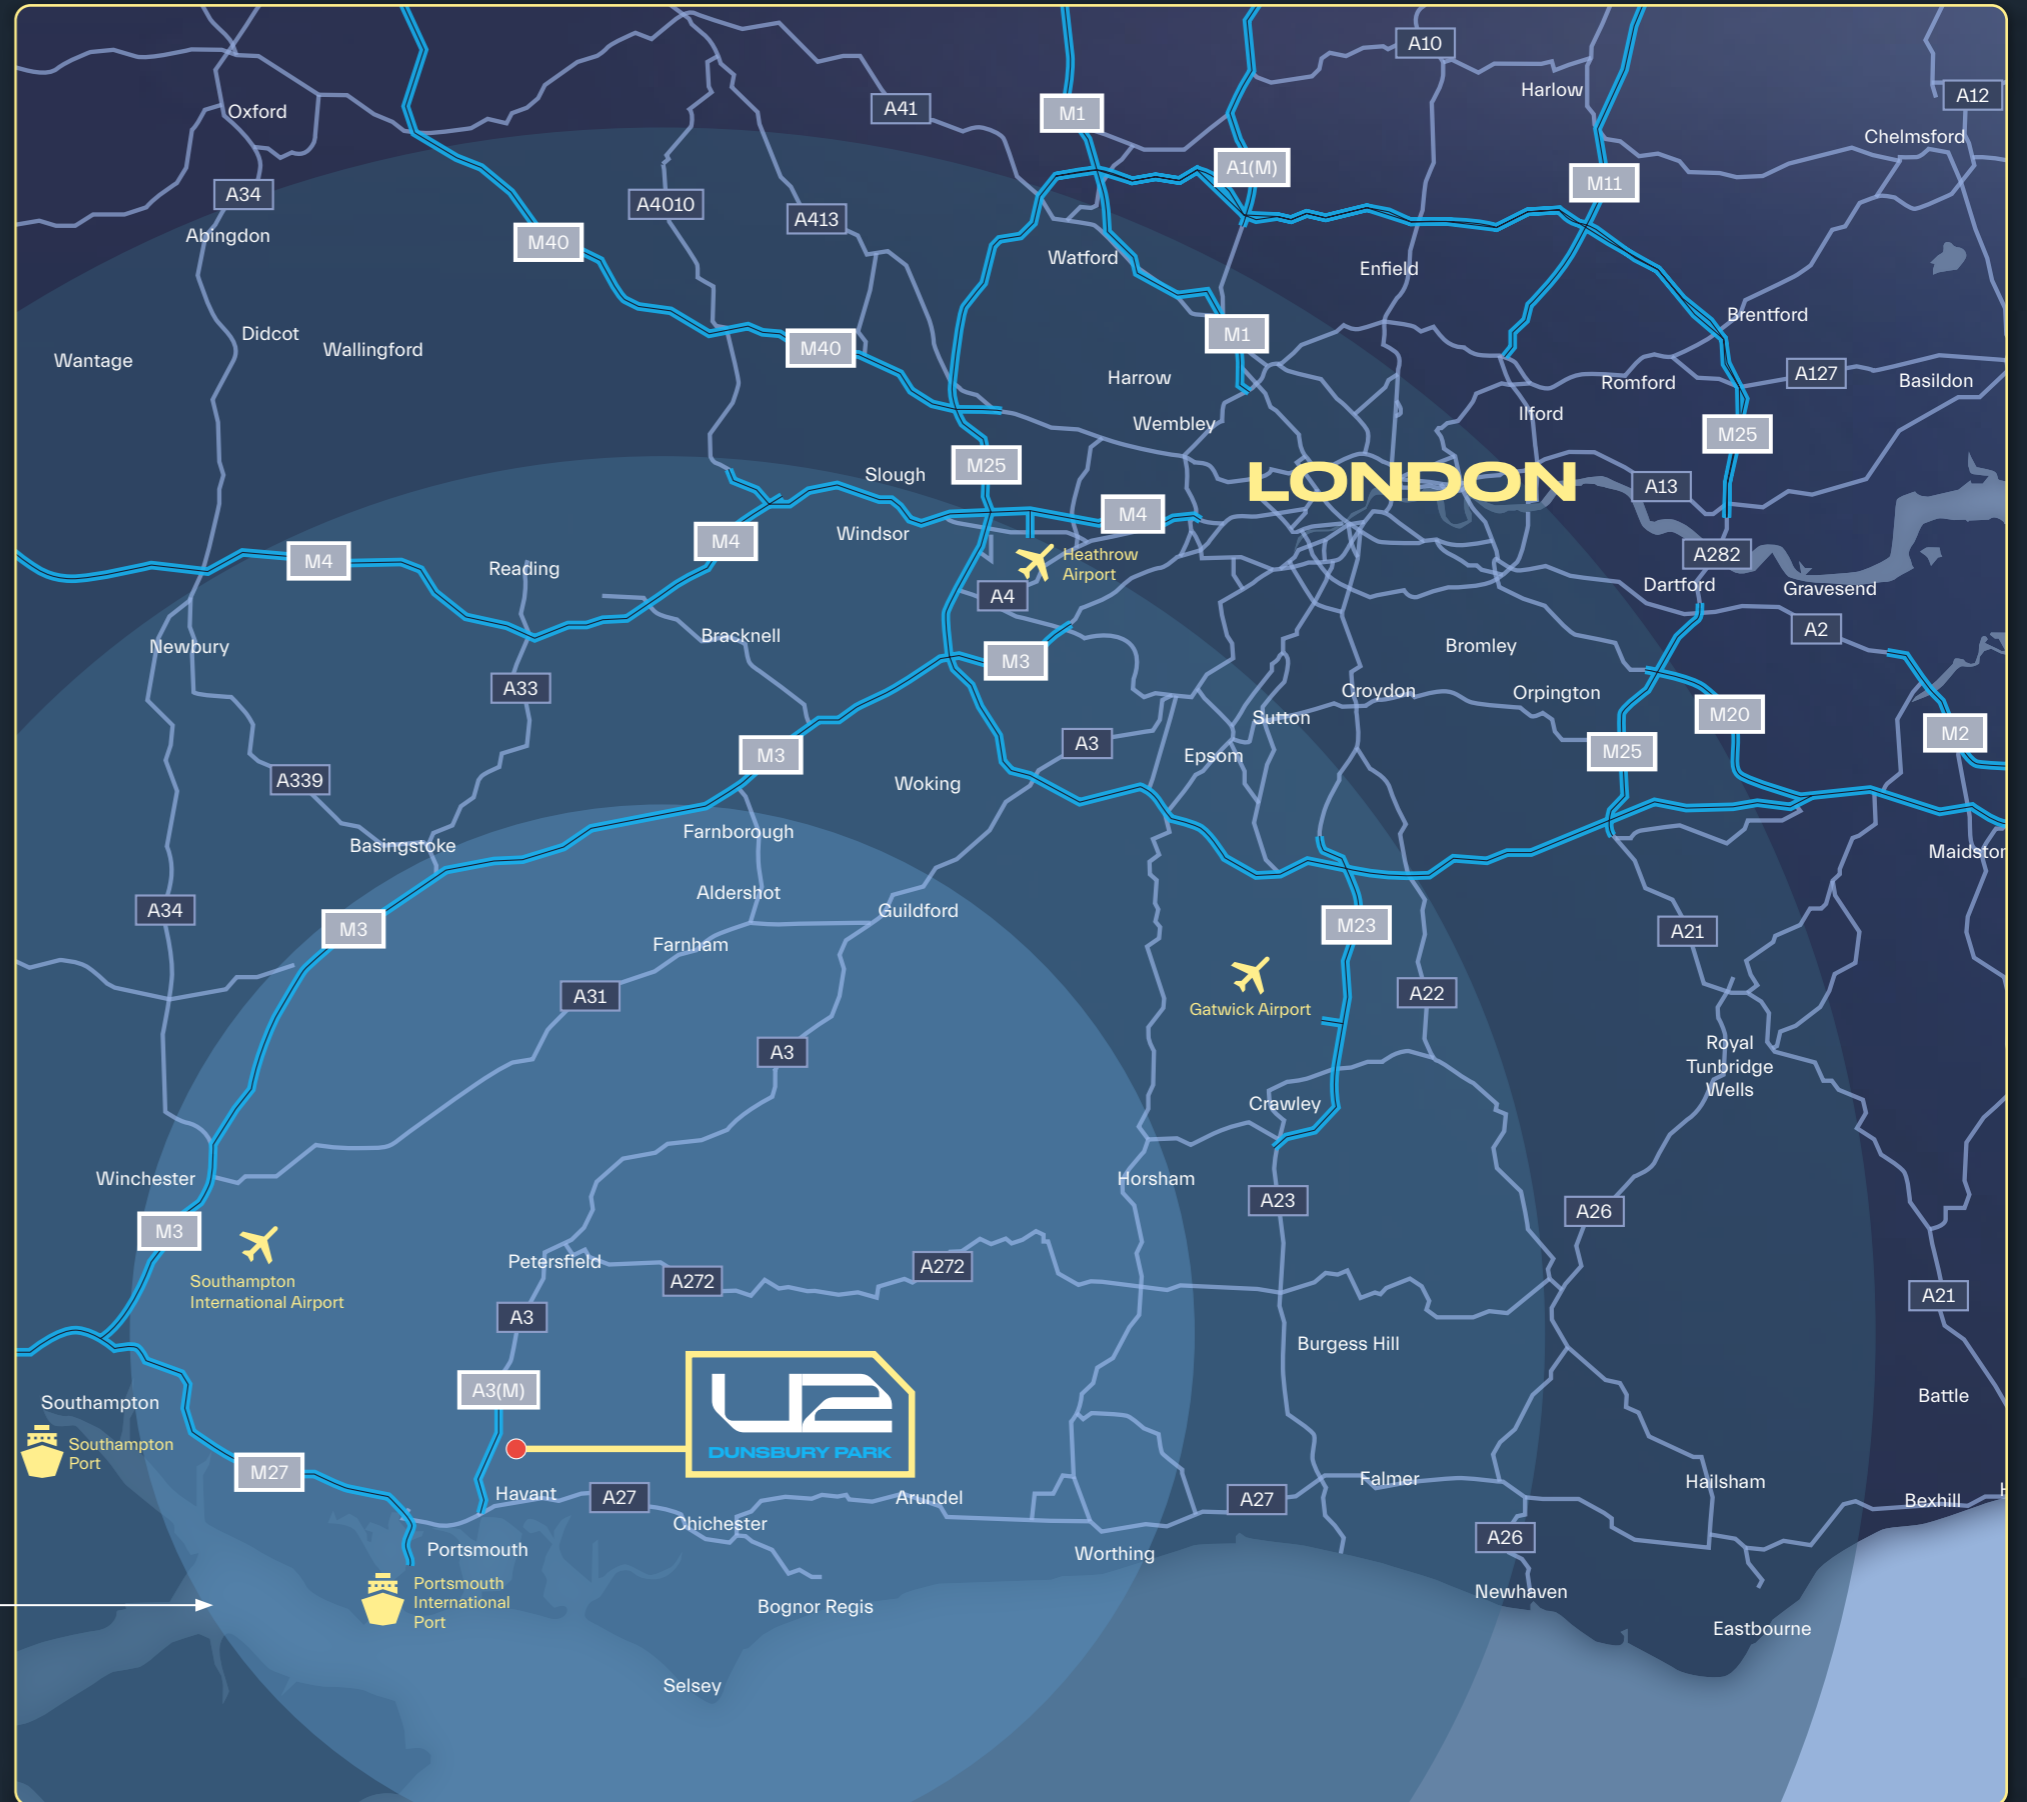 A10
Harlow
A12
Oxford
A41
M1
Chelmsford
A1(M)
M11
A34
A4010
A413
Abingdon
M40
Watford
Enfield
Brentford
Didcot
Wallingford
M40
M1
Wantage
Harrow
Romford
A127
Basildon
Ilford
Wembley
M25
Slough
M25
LONDON
A13
M4
Windsor
M4
M4
Heathrow
Airport
A282
Reading
Dartford
Gravesend
A4
A2
Newbury
Bracknell
M3
Bromley
A33
Croydon
Orpington
Sutton
M20
M2
A3
M3
Epsom
M25
A339
Woking
Farnborough
Basingstoke
Maidstor
Aldershot
A34
Guildford
M3
M23
A21
Farnham
A31
A22
Gatwick Airport
A3
Royal
Tunbridge
Wells
Crawley
Winchester
Horsham
A23
A26
M3
Petersfield
A272
A272
Southampton
International Airport
A21
A3
Burgess Hill
A3(M)
Battle
Southampton
U2
DUNSBURY PARK
Southampton
Port
M27
Havant
A27
Arundel
A27
Falmer
Hailsham
Bexhill
H
Chichester
A26
Portsmouth
Worthing
Portsmouth
International
Port
Newhaven
Bognor Regis
Eastbourne
Selsey